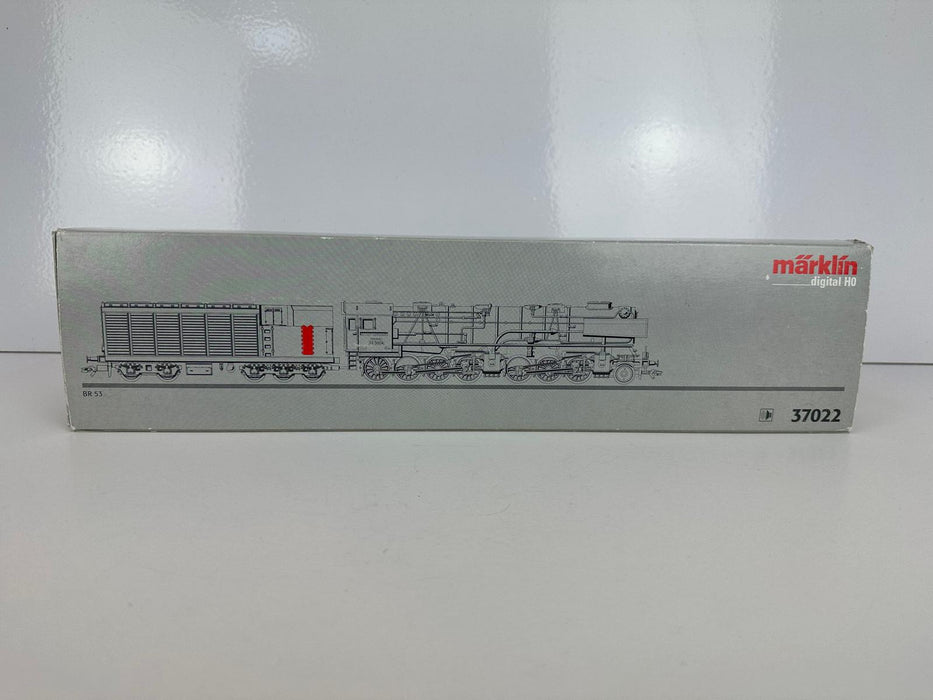 märklin
digital H0
BR 53
37022